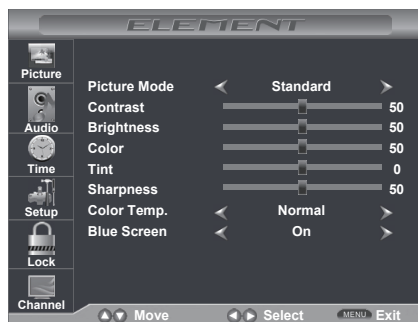 ELEMENT
Picture
Audio
Time
Setup
Lock
Channel
Picture Mode Standard
Contrast 50
Brightness 50
Color 50
Tint 0
Sharpness 50
Color Temp. Normal
Blue Screen On
Move Select MENU Exit